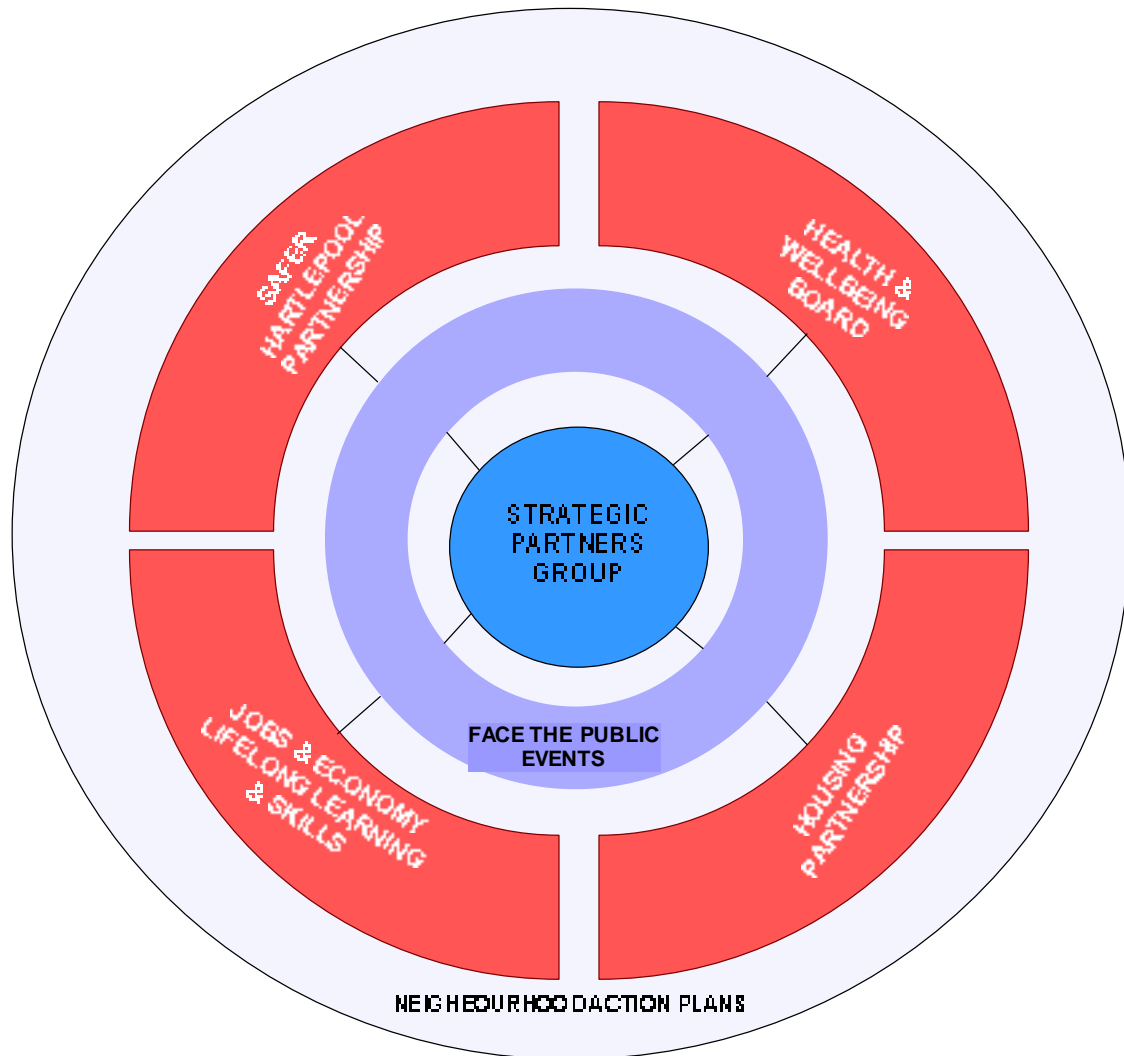 SAFER
HARTLEPOOL
PARTNERSHIP
HEALTH &
WELLBEING
BOARD
STRATEGIC
PARTNERS
GROUP
FACE THE PUBLIC
EVENTS
JOBS & ECONOMY
LIFELONG LEARNING
& SKILLS
HOUSING
PARTNERSHIP
NEIGHBOURHOOD ACTION PLANS